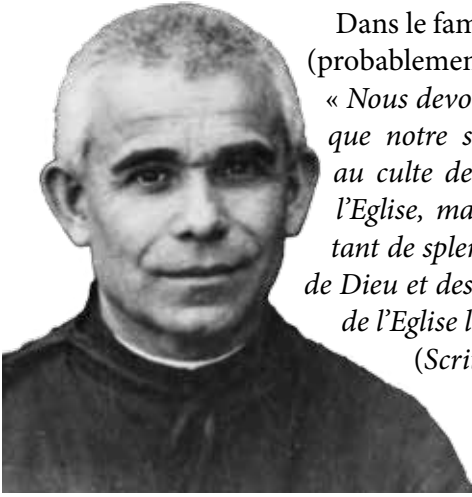 Dans le fam
(probablemen
« Nous devo
que notre s
au culte de
l'Eglise, ma
tant de splen
de Dieu et des
de l'Eglise l
(Scri